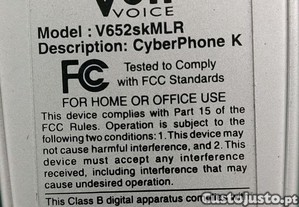 VOICE
Model : V652skMLR
Description: CyberPhone K
FCC
Tested to Comply
with FCC Standards
FOR HOME OR OFFICE USE
This device complies with Part 15 of the
FCC Rules. Operation is subject to the
following two conditions: 1. This device may
not cause harmful interference, and 2. This
device must accept any interference
received, including interference that may
cause undesired operation.
This Class B digital apparatus com
custojusto.pt